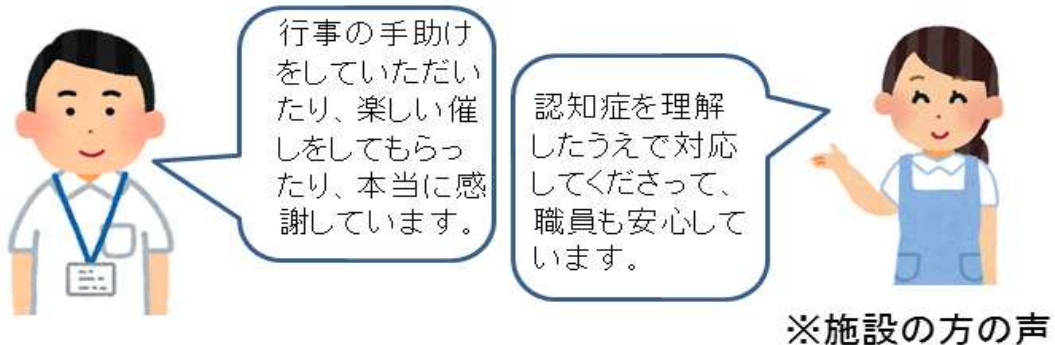 行事の手助け
をしていただい
たり、楽しい催
しをしてもらっ
たり、本当に感
謝しています。
認知症を理解
したうえで対応
してくださって、
職員も安心して
います。
※施設の方の声